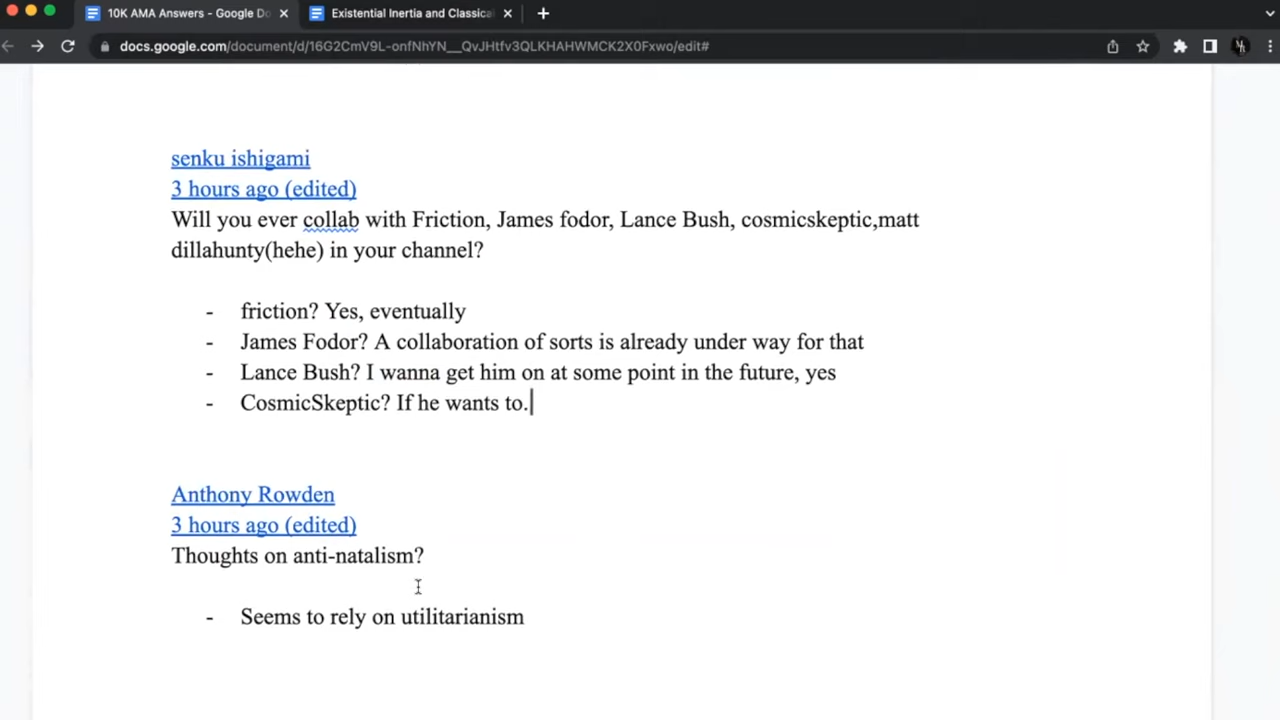 10K AMA Answers - Google Do
Existential Inertia and Classica
docs.google.com/document/d/16G2CmV9L-onfNhYN__QvJHtfv3QLKHAHWMCK2X0Fxwo/edit#
senku ishigami
3 hours ago (edited)
Will you ever collab with Friction, James fodor, Lance Bush, cosmicskeptic,matt
dillahunty(hehe) in your channel?
- friction? Yes, eventually
- James Fodor? A collaboration of sorts is already under way for that
- Lance Bush? I wanna get him on at some point in the future, yes
- CosmicSkeptic? If he wants to.
Anthony Rowden
3 hours ago (edited)
Thoughts on anti-natalism?
- Seems to rely on utilitarianism